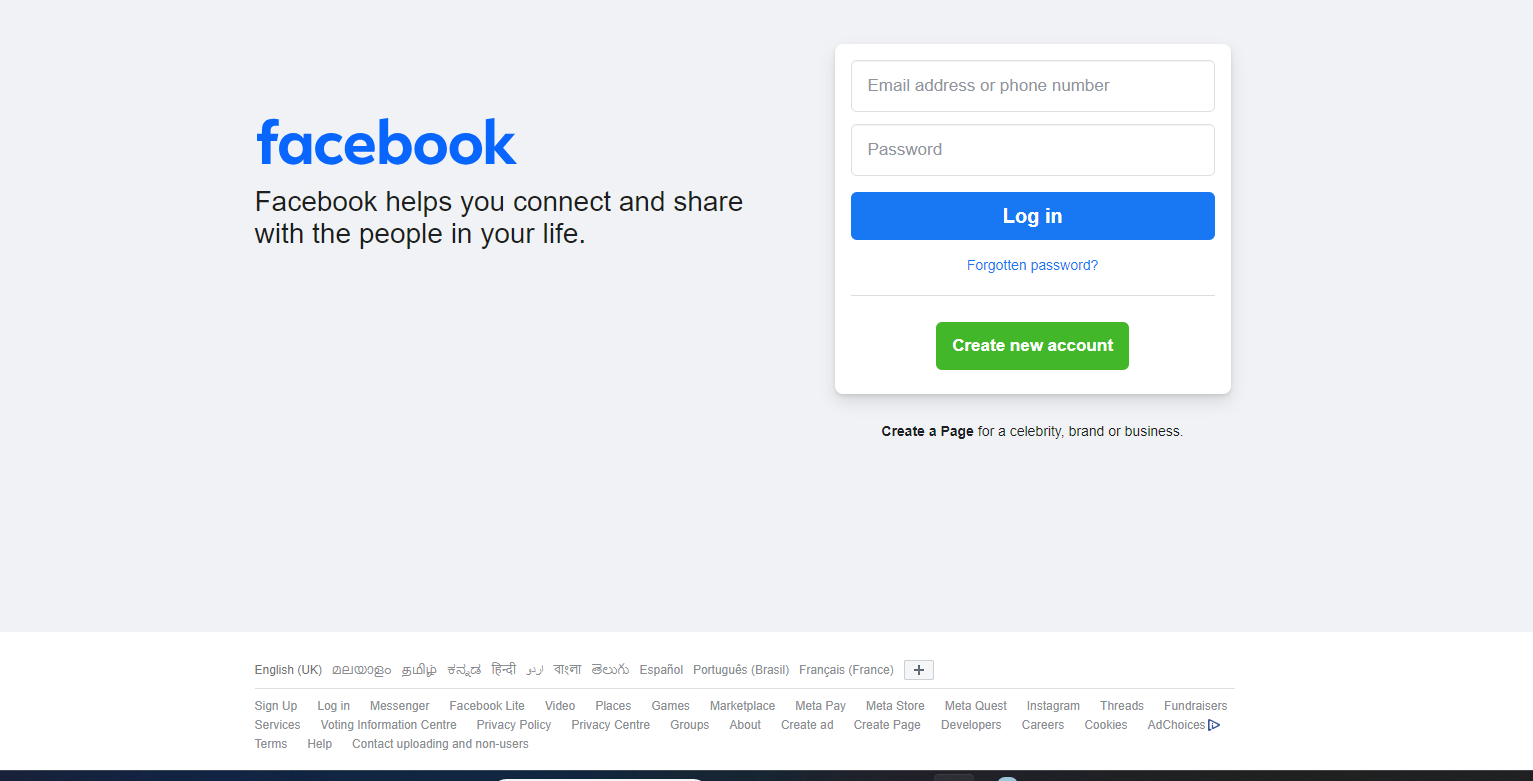 facebook
Facebook helps you connect and share
with the people in your life.
Email address or phone number
Password
Log in
Forgotten password?
Create new account
Create a Page for a celebrity, brand or business.
English (UK) മലയാളം தமிழ் ಕನ್ನಡ हिन्दी اردو বাংলা తెలుగు Español Português (Brasil) Français (France) +
Sign Up Log in Messenger Facebook Lite Video Places Games Marketplace Meta Pay Meta Store Meta Quest Instagram Threads Fundraisers
Services Voting Information Centre Privacy Policy Privacy Centre Groups About Create ad Create Page Developers Careers Cookies AdChoices
Terms Help Contact uploading and non-users